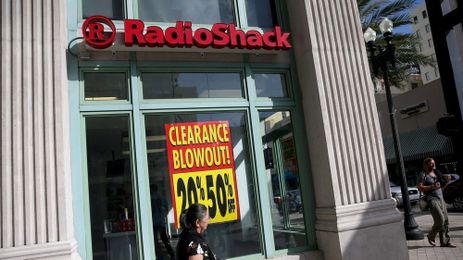 R RadioShack
CLEARANCE
BLOWOUT!
20% 50%
OFF